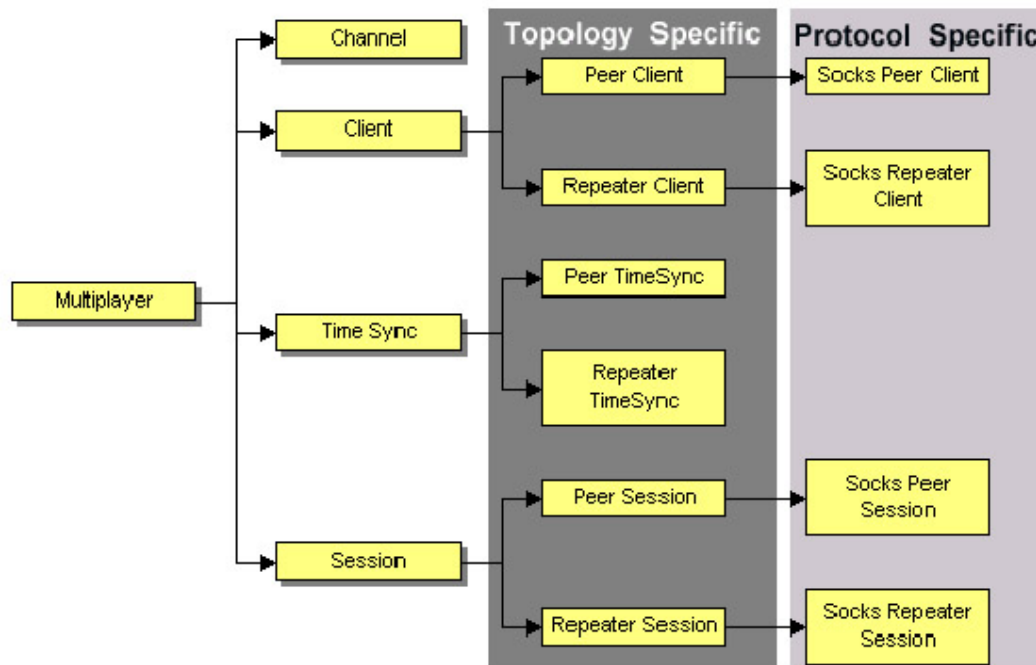 Topology Specific
Protocol Specific
Channel
Peer Client
Socks Peer Client
Client
Repeater Client
Socks Repeater
Client
Multiplayer
Peer TimeSync
Time Sync
Repeater
TimeSync
Peer Session
Socks Peer
Session
Session
Repeater Session
Socks Repeater
Session